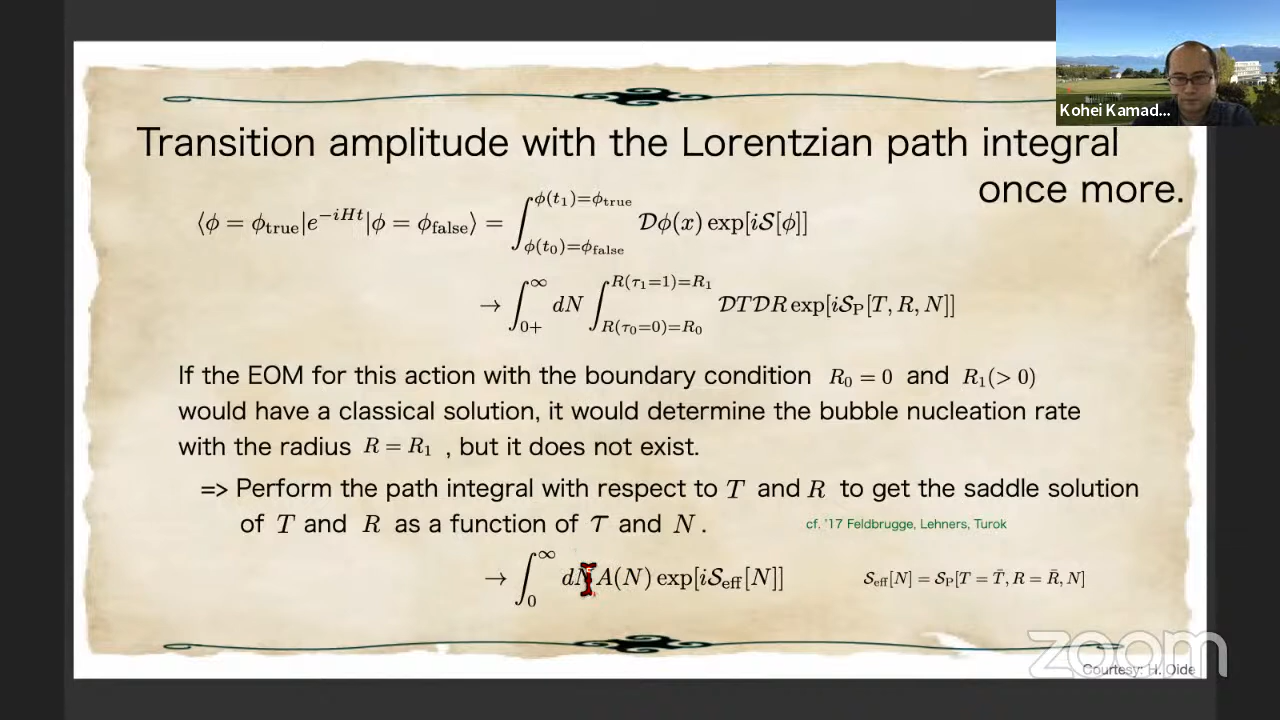 Kohei Kamad...
Transition amplitude with the Lorentzian path integral
once more.
⟨ϕ = ϕ_true|e^{-iHt}|ϕ = ϕ_false⟩ = ∫_{ϕ(t_0)=ϕ_false}^{ϕ(t_1)=ϕ_true} 𝒟ϕ(x) exp[i𝒮[ϕ]]
→ ∫_{0+}^{∞} dN ∫_{R(τ_0=0)=R_0}^{R(τ_1=1)=R_1} 𝒟T𝒟R exp[i𝒮_P[T, R, N]]
If the EOM for this action with the boundary condition R_0 = 0 and R_1(> 0)
would have a classical solution, it would determine the bubble nucleation rate
with the radius R = R_1 , but it does not exist.
=> Perform the path integral with respect to T and R to get the saddle solution
of T and R as a function of τ and N .
cf. '17 Feldbrugge, Lehners, Turok
→ ∫_0^∞ dN A(N) exp[i𝒮_eff[N]]
𝒮_eff[N] = 𝒮_P[T = T̄, R = R̄, N]
zoom
Courtesy: H. Oide